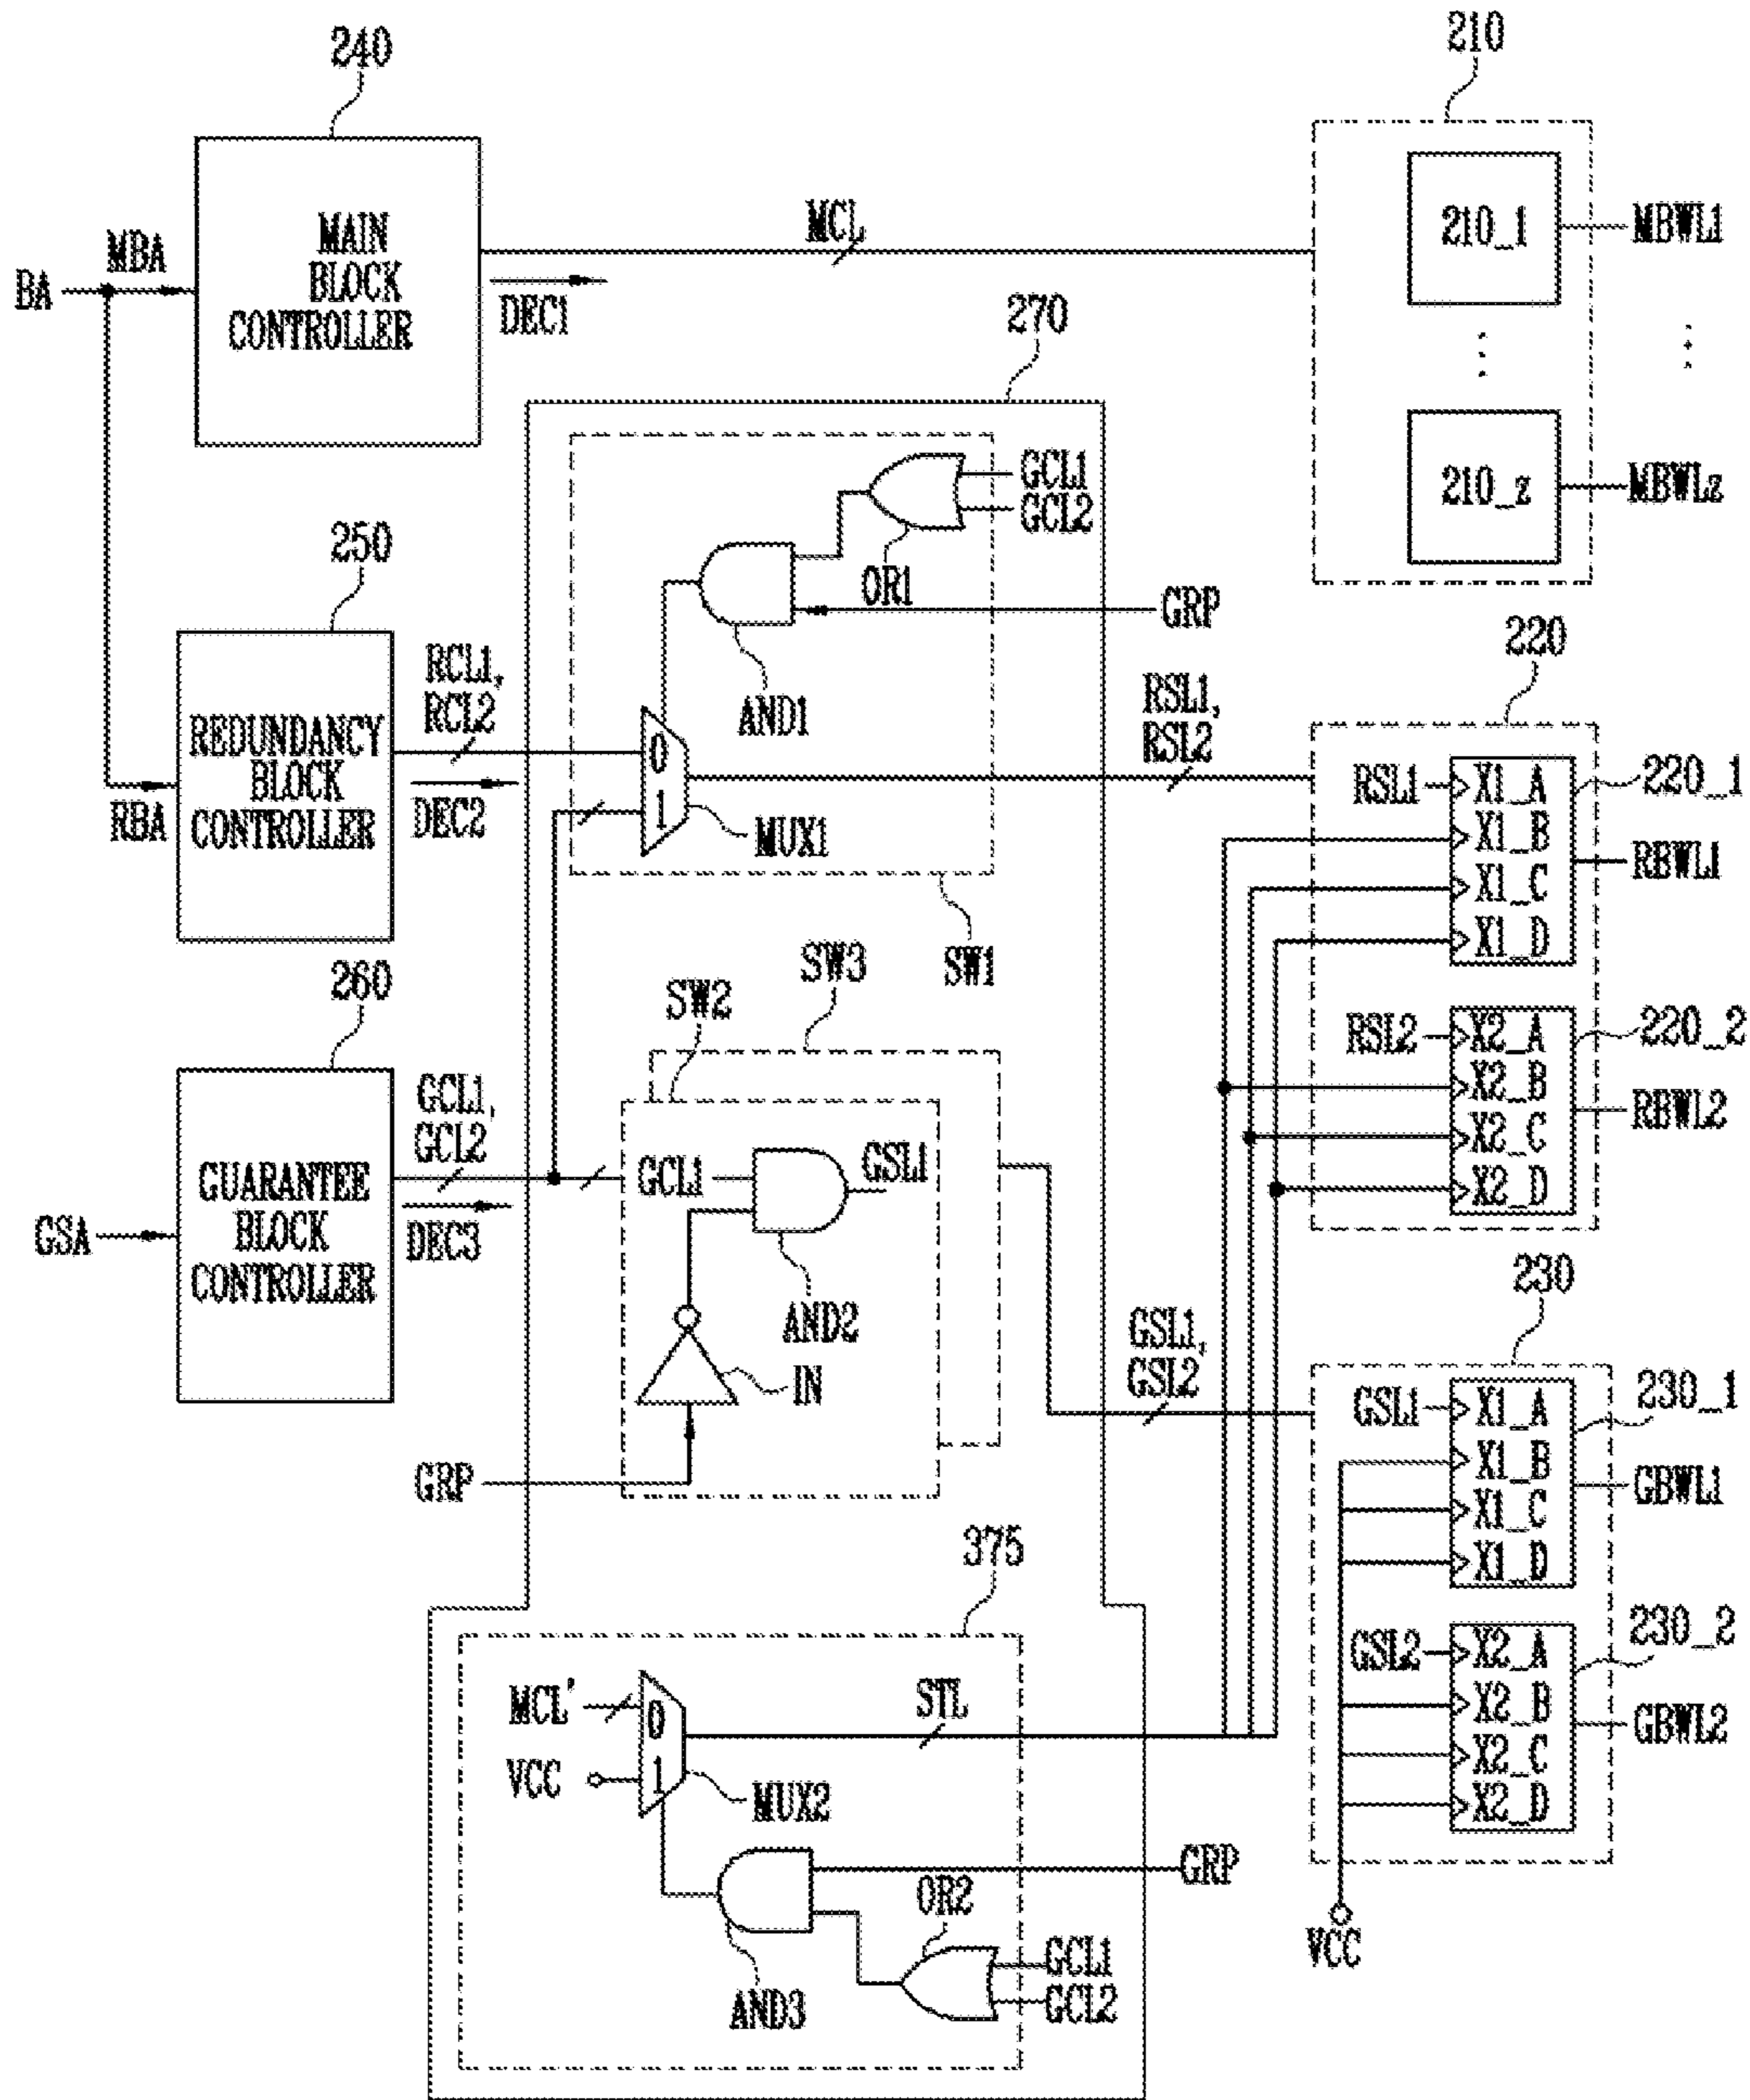 240
210
MAIN
BLOCK
CONTROLLER
BA
MBA
MCL
DEC1
210_1
MBWL1
210_z
MBWLz
270
GCL1
GCL2
OR1
GRP
AND1
250
REDUNDANCY
BLOCK
CONTROLLER
RBA
RCL1,
RCL2
DEC2
0
1
MUX1
SW1
RSL1,
RSL2
220
RSL1
X1_A
X1_B
X1_C
X1_D
220_1
RBWL1
RSL2
X2_A
X2_B
X2_C
X2_D
220_2
RBWL2
260
GUARANTEE
BLOCK
CONTROLLER
GSA
GCL1,
GCL2
DEC3
SW2
SW3
GCL1
GSL1
AND2
IN
GRP
GSL1,
GSL2
230
GSL1
X1_A
X1_B
X1_C
X1_D
230_1
GBWL1
GSL2
X2_A
X2_B
X2_C
X2_D
230_2
GBWL2
VCC
375
MCL'
VCC
0
1
STL
MUX2
GRP
OR2
AND3
GCL1
GCL2